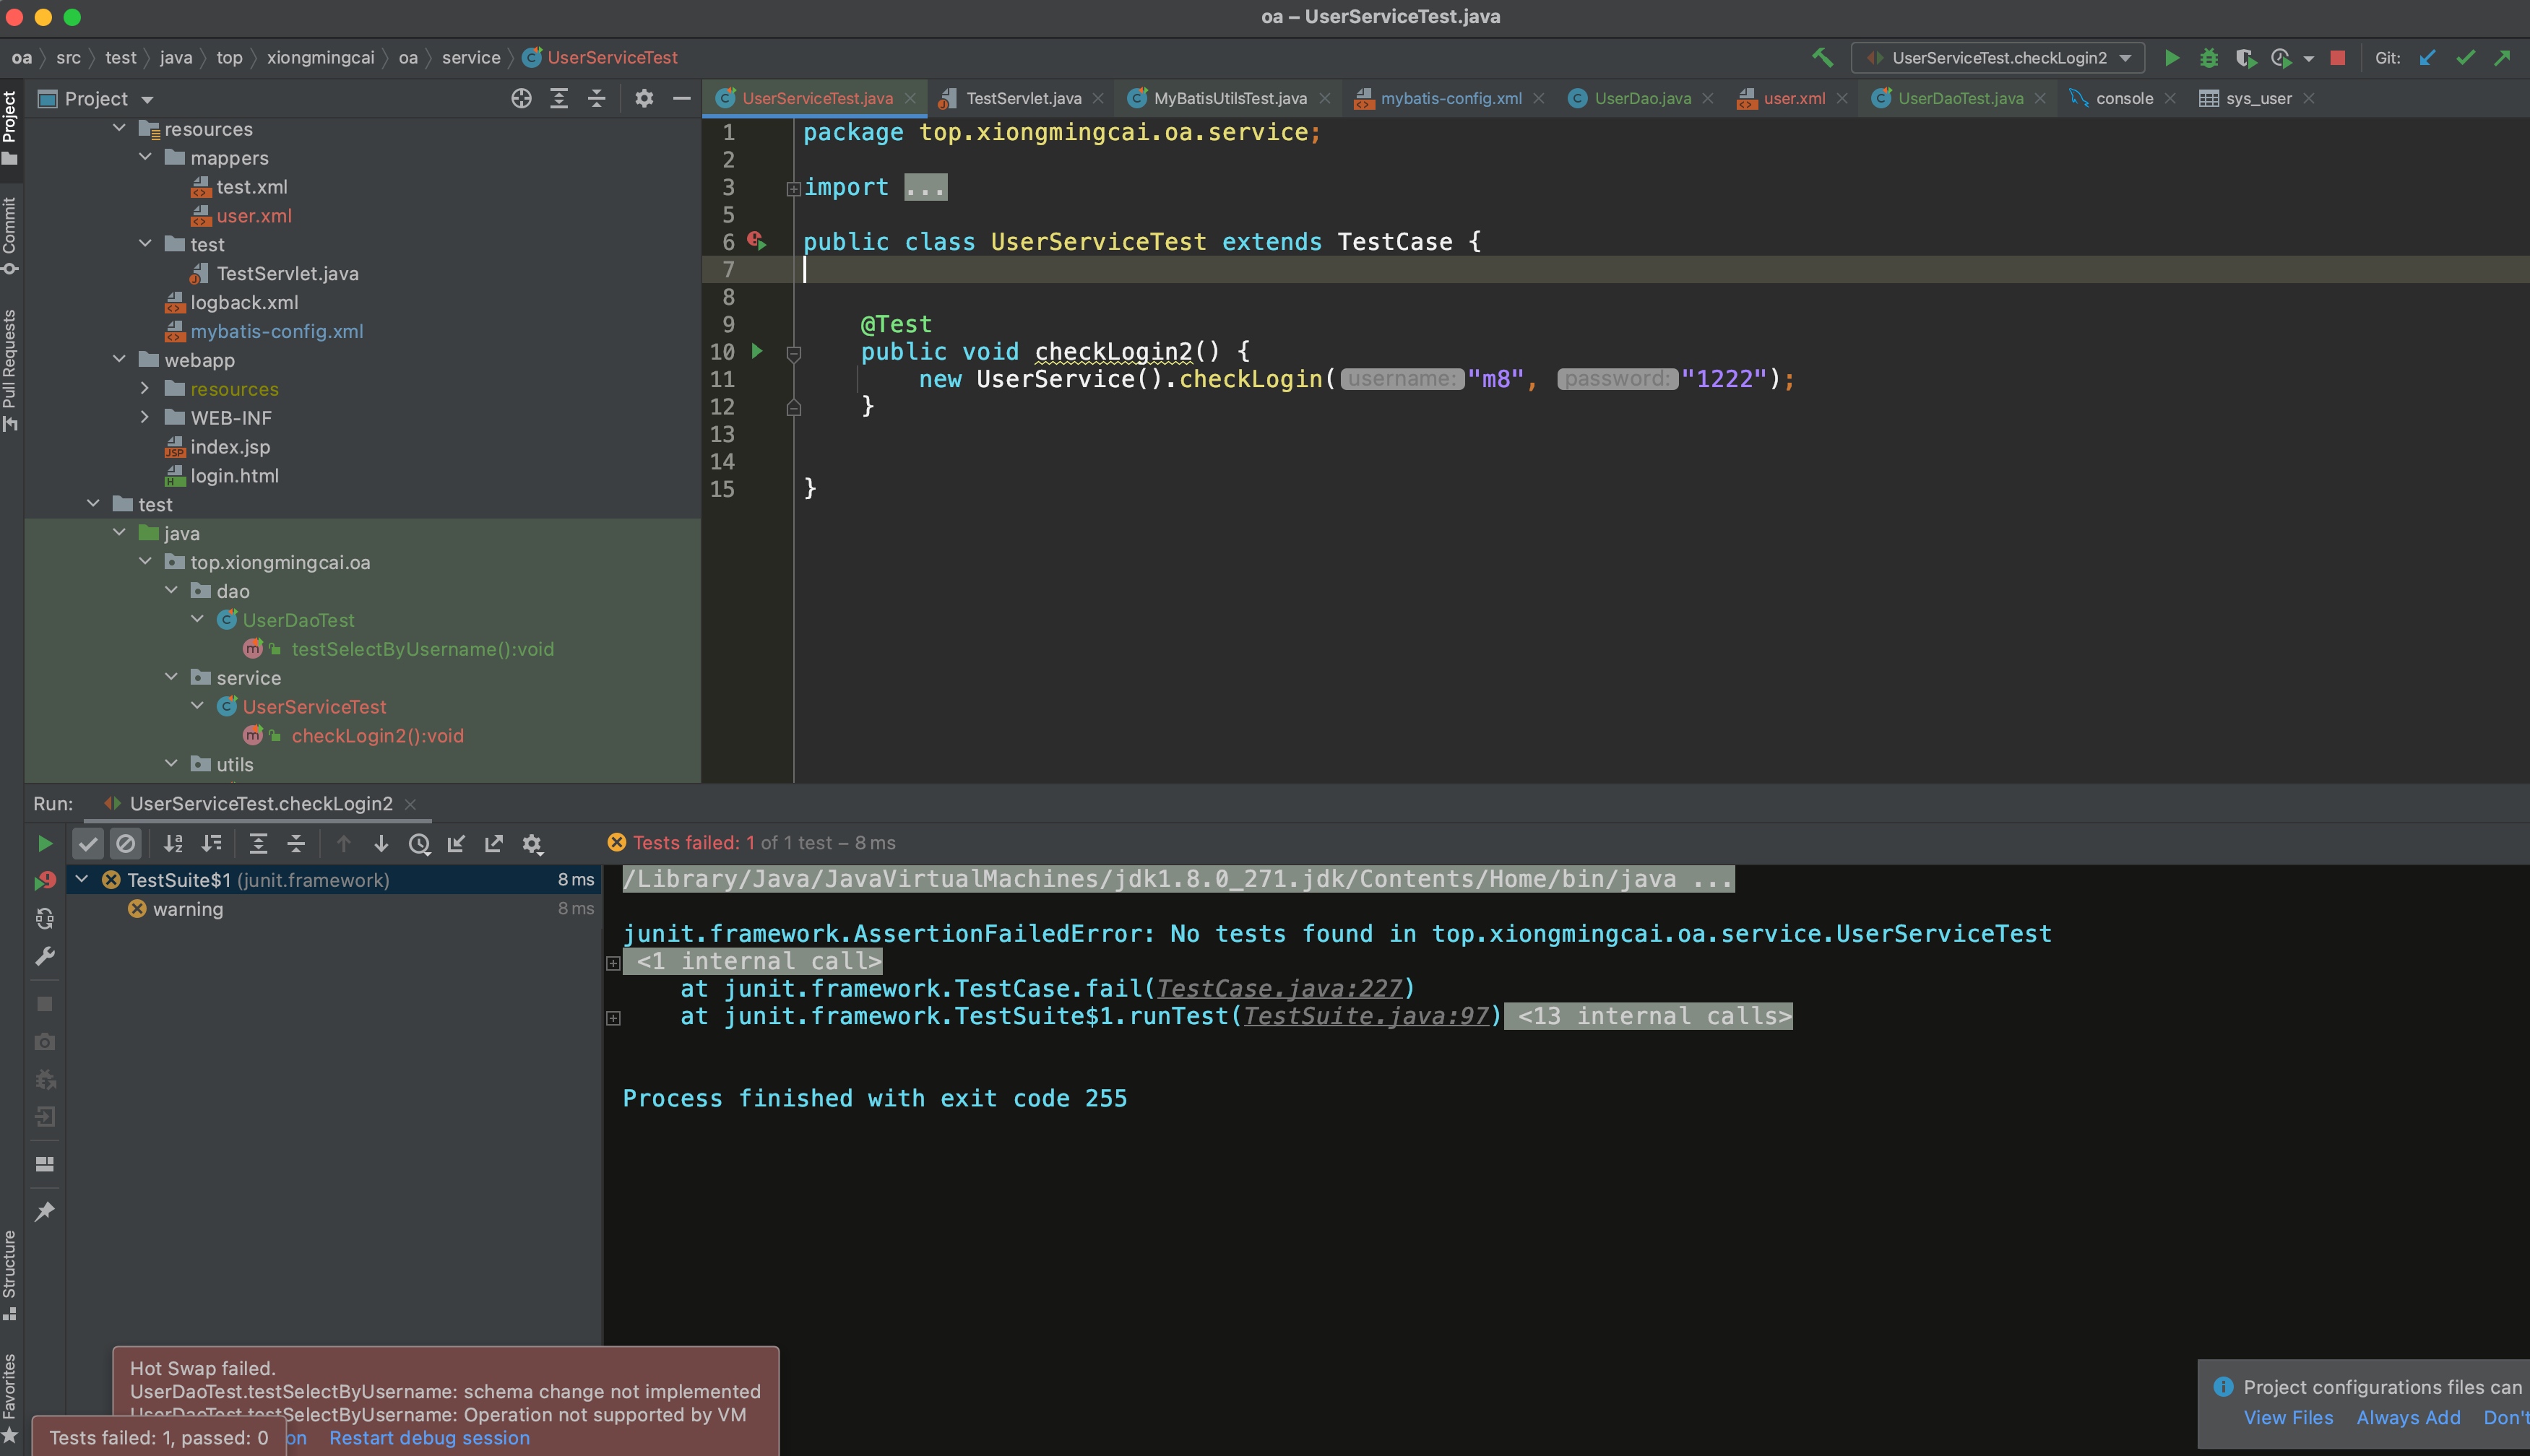 oa – UserServiceTest.java
oa src test java top xiongmingcai oa service UserServiceTest
UserServiceTest.checkLogin2
Git:
Project
Commit
Pull Requests
Structure
Favorites
Project
resources
mappers
test.xml
user.xml
test
TestServlet.java
logback.xml
mybatis-config.xml
webapp
resources
WEB-INF
index.jsp
login.html
test
java
top.xiongmingcai.oa
dao
UserDaoTest
testSelectByUsername():void
service
UserServiceTest
checkLogin2():void
utils
UserServiceTest.java TestServlet.java MyBatisUtilsTest.java mybatis-config.xml UserDao.java user.xml UserDaoTest.java console sys_user
1 package top.xiongmingcai.oa.service;
2
3 import ...
5
6 public class UserServiceTest extends TestCase {
7
8
9 @Test
10 public void checkLogin2() {
11 new UserService().checkLogin( username: "m8", password: "1222");
12 }
13
14
15 }
Run: UserServiceTest.checkLogin2
Tests failed: 1 of 1 test – 8 ms
TestSuite$1 (junit.framework) 8 ms
warning 8 ms
/Library/Java/JavaVirtualMachines/jdk1.8.0_271.jdk/Contents/Home/bin/java ...
junit.framework.AssertionFailedError: No tests found in top.xiongmingcai.oa.service.UserServiceTest
<1 internal call>
at junit.framework.TestCase.fail(TestCase.java:227)
at junit.framework.TestSuite$1.runTest(TestSuite.java:97) <13 internal calls>
Process finished with exit code 255
Hot Swap failed.
UserDaoTest.testSelectByUsername: schema change not implemented
UserDaoTest.testSelectByUsername: Operation not supported by VM
on Restart debug session
Tests failed: 1, passed: 0
Project configurations files can
View Files Always Add Don't